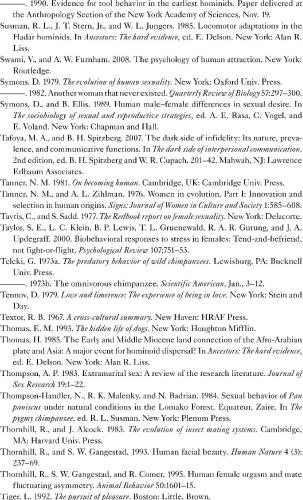 ———. 1990. Evidence for tool behavior in the earliest hominids. Paper delivered
at the Anthropology Section of the New York Academy of Sciences, Nov. 19.
Susman, R. L., J. T. Stern, Jr., and W. L. Jungers. 1985. Locomotor adaptations in the
Hadar hominids. In Ancestors: The hard evidence, ed. E. Delson. New York: Alan R.
Liss.
Swami, V., and A. W. Furnham. 2008. The psychology of human attraction. New York:
Routledge.
Symons, D. 1979. The evolution of human sexuality. New York: Oxford Univ. Press.
———. 1982. Another woman that never existed. Quarterly Review of Biology 57:297–300.
Symons, D., and B. Ellis. 1989. Human male–female differences in sexual desire. In
The sociobiology of sexual and reproductive strategies, ed. A. E. Rasa, C. Vogel, and
E. Voland. New York: Chapman and Hall.
Tafoya, M. A., and B. H. Spitzberg. 2007. The dark side of infidelity: Its nature, preva-
lence, and communicative functions. In The dark side of interpersonal communication.
2nd edition, ed. B. H. Spitzberg and W. R. Cupach, 201–42. Mahwah, NJ: Lawrence
Erlbaum Associates.
Tanner, N. M. 1981. On becoming human. Cambridge, UK: Cambridge Univ. Press.
Tanner, N. M., and A. L. Zihlman. 1976. Women in evolution. Part I: Innovation and
selection in human origins. Signs: Journal of Women in Culture and Society 1:585–608.
Tavris, C., and S. Sadd. 1977. The Redbook report on female sexuality. New York: Delacorte.
Taylor, S. E., L. C. Klein, B. P. Lewis, T. L. Gruenewald, R. A. R. Gurung, and J. A.
Updegraff. 2000. Biobehavioral responses to stress in females: Tend-and-befriend,
not fight-or-flight. Psychological Review 107:751–53.
Teleki, G. 1973a. The predatory behavior of wild chimpanzees. Lewisburg, PA: Bucknell
Univ. Press.
———. 1973b. The omnivorous chimpanzee. Scientific American, Jan., 3–12.
Tennov, D. 1979. Love and limerence: The experience of being in love. New York: Stein and
Day.
Textor, R. B. 1967. A cross-cultural summary. New Haven: HRAF Press.
Thomas, E. M. 1993. The hidden life of dogs. New York: Houghton Mifflin.
Thomas, H. 1985. The Early and Middle Miocene land connection of the Afro-Arabian
plate and Asia: A major event for hominoid dispersal? In Ancestors: The hard evidence,
ed. E. Delson. New York: Alan R. Liss.
Thompson, A. P. 1983. Extramarital sex: A review of the research literature. Journal of
Sex Research 19:1–22.
Thompson-Handler, N., R. K. Malenky, and N. Badrian. 1984. Sexual behavior of Pan
paniscus under natural conditions in the Lomako Forest, Equateur, Zaire. In The
pygmy chimpanzee, ed. R. L. Susman. New York: Plenum Press.
Thornhill, R., and J. Alcock. 1983. The evolution of insect mating systems. Cambridge,
MA: Harvard Univ. Press.
Thornhill, R., and S. W. Gangestad. 1993. Human facial beauty. Human Nature 4 (3):
237–69.
Thornhill, R., S. W. Gangestad, and R. Comer. 1995. Human female orgasm and mate
fluctuating asymmetry. Animal Behavior 50:1601–15.
Tiger, L. 1992. The pursuit of pleasure. Boston: Little, Brown.